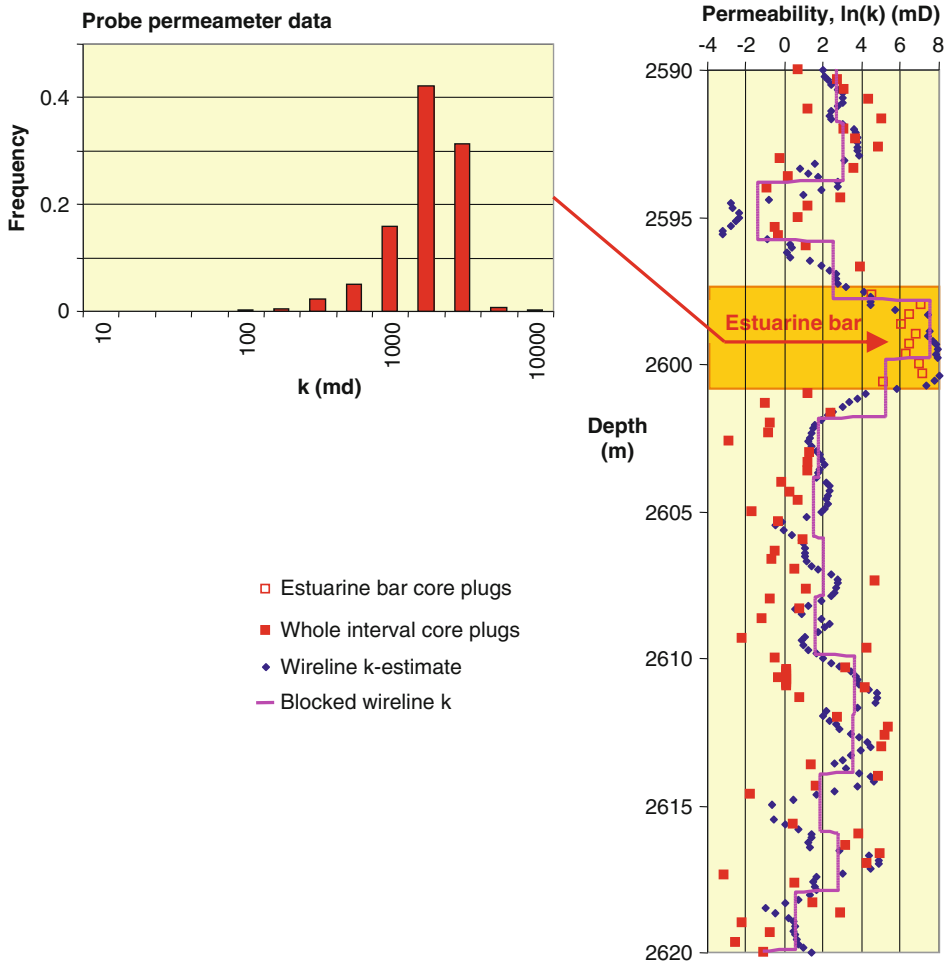 Probe permeameter data
0.5
0.4
0.2
0
Frequency
10
100
1000
10000
k (md)
Permeability, ln(k) (mD)
-4 -2 0 2 4 6 8
2590
2595
2600
2605
2610
2615
2620
Estuarine bar
Depth
(m)
Estuarine bar core plugs
Whole interval core plugs
Wireline k-estimate
Blocked wireline k